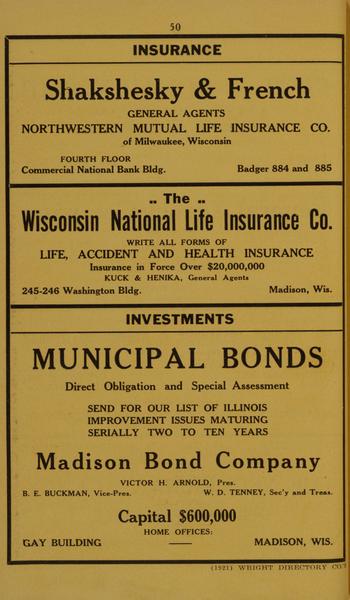 50
INSURANCE
Shakshesky & French
GENERAL AGENTS
NORTHWESTERN MUTUAL LIFE INSURANCE CO.
of Milwaukee, Wisconsin
FOURTH FLOOR
Commercial National Bank Bldg. Badger 884 and 885
.. The ..
Wisconsin National Life Insurance Co.
WRITE ALL FORMS OF
LIFE, ACCIDENT AND HEALTH INSURANCE
Insurance in Force Over $20,000,000
KUCK & HENIKA, General Agents
245-246 Washington Bldg. Madison, Wis.
INVESTMENTS
MUNICIPAL BONDS
Direct Obligation and Special Assessment
SEND FOR OUR LIST OF ILLINOIS
IMPROVEMENT ISSUES MATURING
SERIALLY TWO TO TEN YEARS
Madison Bond Company
VICTOR H. ARNOLD, Pres.
B. E. BUCKMAN, Vice-Pres. W. D. TENNEY, Sec'y and Treas.
Capital $600,000
HOME OFFICES:
GAY BUILDING MADISON, WIS.
(1921) WRIGHT DIRECTORY CO'S